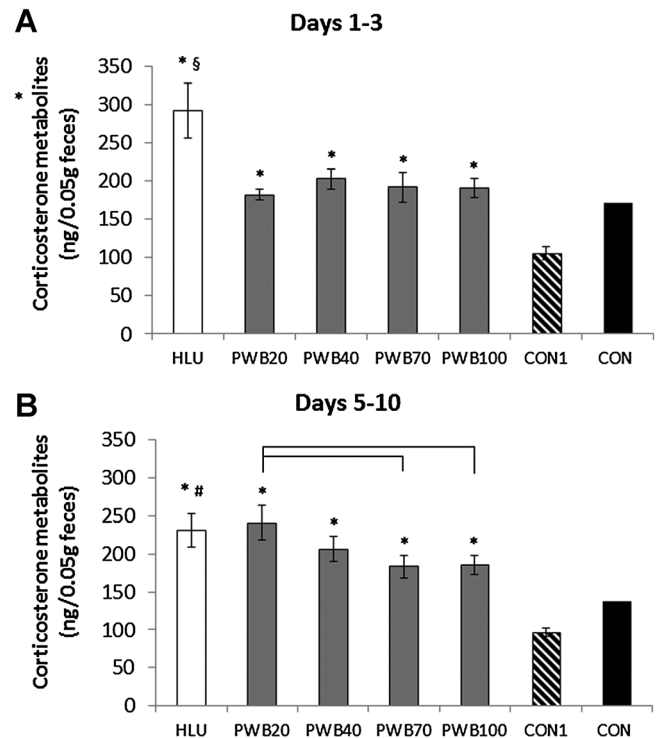 A
Days 1-3
*
Corticosterone metabolites
(ng/0.05g feces)
350
300
250
200
150
100
50
0
* §
*
*
*
*
HLU PWB20 PWB40 PWB70 PWB100 CON1 CON
B
Days 5-10
Corticosterone metabolites
(ng/0.05g feces)
350
300
250
200
150
100
50
0
* #
*
*
*
*
HLU PWB20 PWB40 PWB70 PWB100 CON1 CON